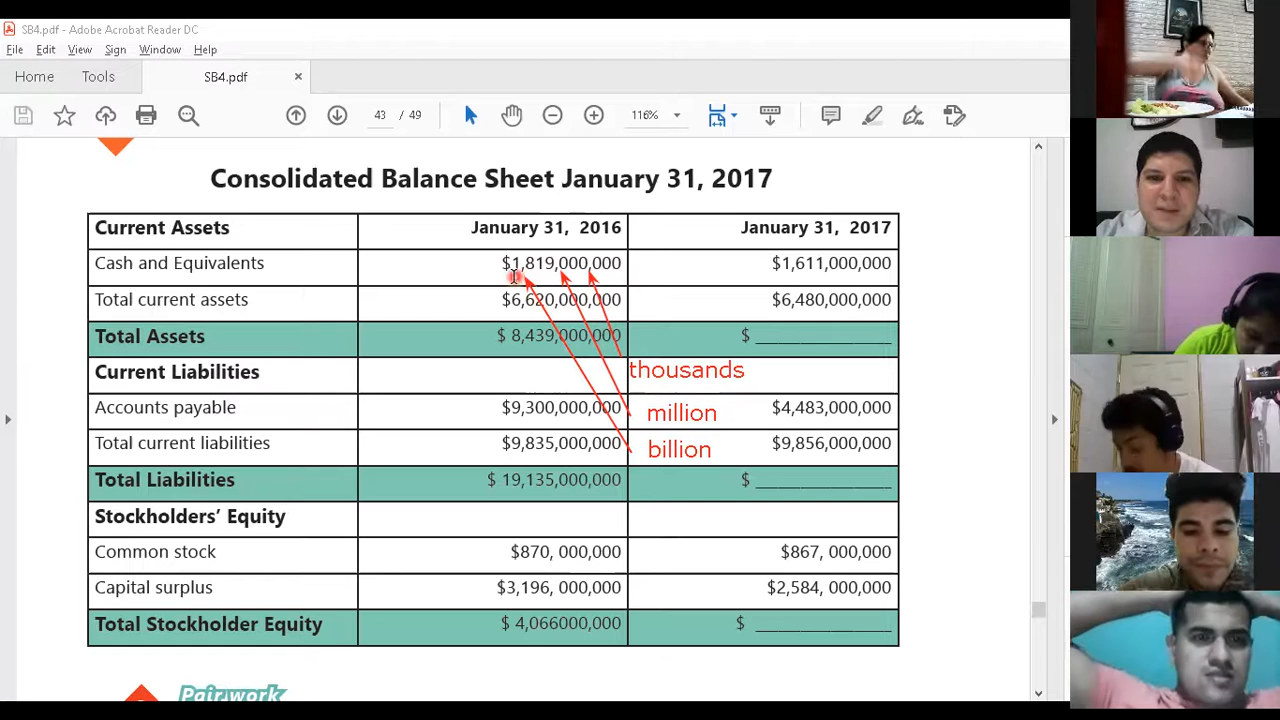 SB4.pdf - Adobe Acrobat Reader DC
File Edit View Sign Window Help
Home Tools SB4.pdf ×
43 / 49 116%
Consolidated Balance Sheet January 31, 2017
Current Assets January 31, 2016 January 31, 2017
Cash and Equivalents $1,819,000,000 $1,611,000,000
Total current assets $6,620,000,000 $6,480,000,000
Total Assets $ 8,439,000,000 $ _______________
Current Liabilities thousands
Accounts payable $9,300,000,000 million $4,483,000,000
Total current liabilities $9,835,000,000 billion $9,856,000,000
Total Liabilities $ 19,135,000,000 $ _______________
Stockholders’ Equity
Common stock $870, 000,000 $867, 000,000
Capital surplus $3,196, 000,000 $2,584, 000,000
Total Stockholder Equity $ 4,066000,000 $ _______________
Pairwork